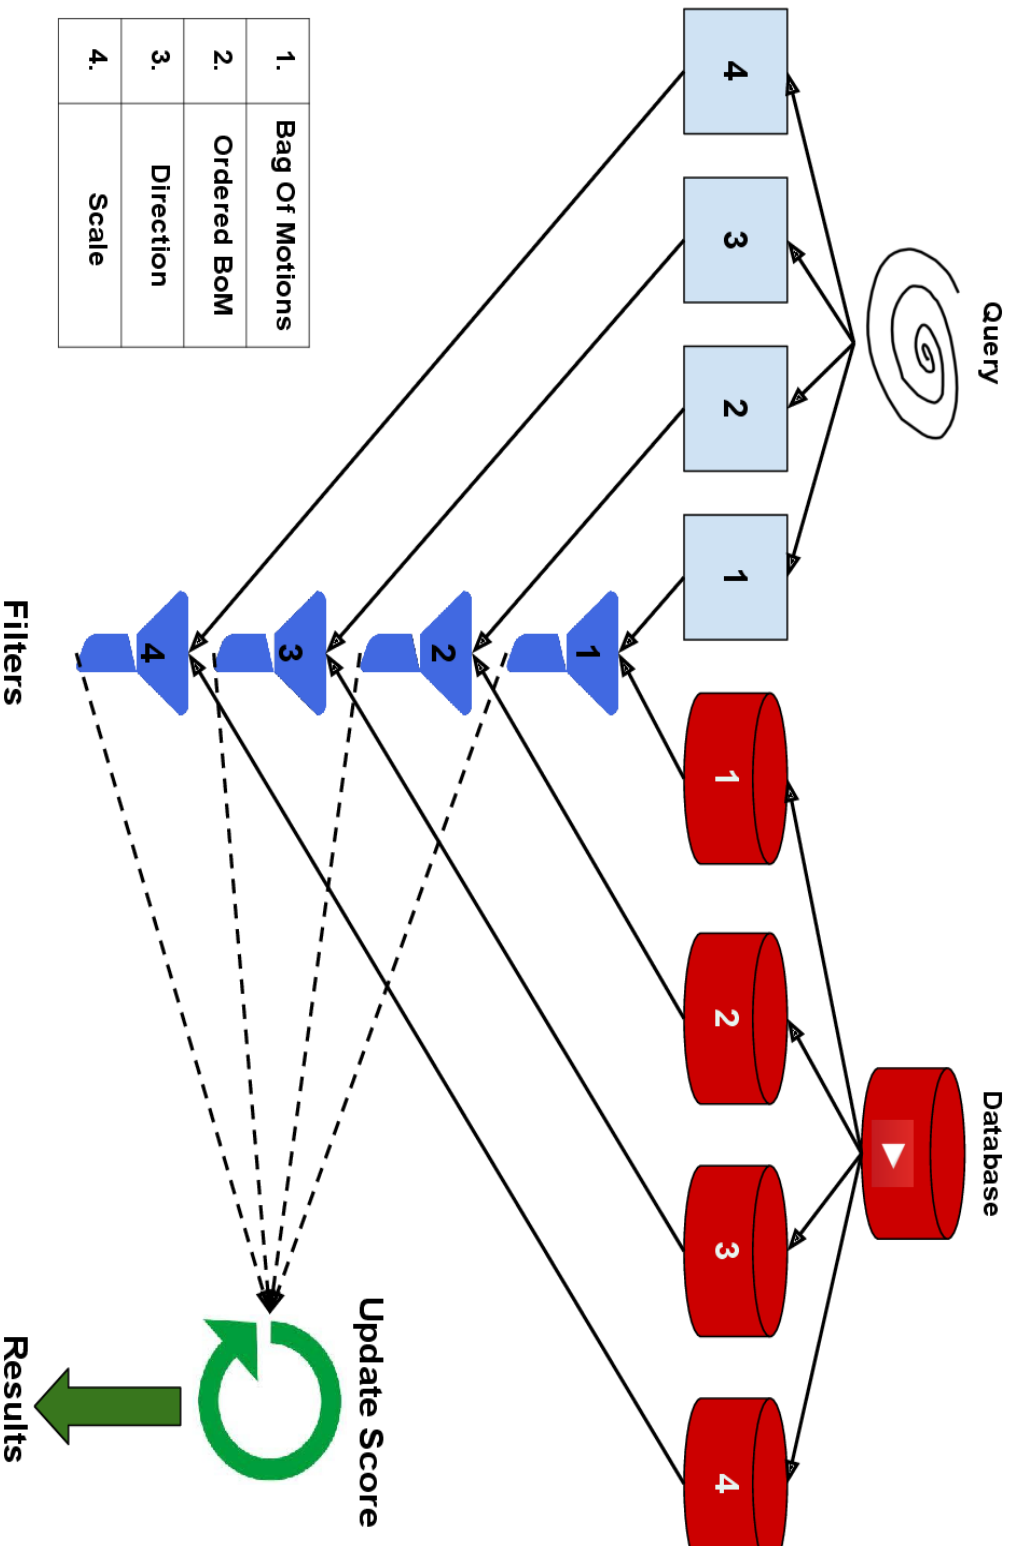 Query
Database
4
3
2
1
1
2
3
4
1
2
3
4
Update Score
1. Bag Of Motions
2. Ordered BoM
3. Direction
4. Scale
Filters
Results